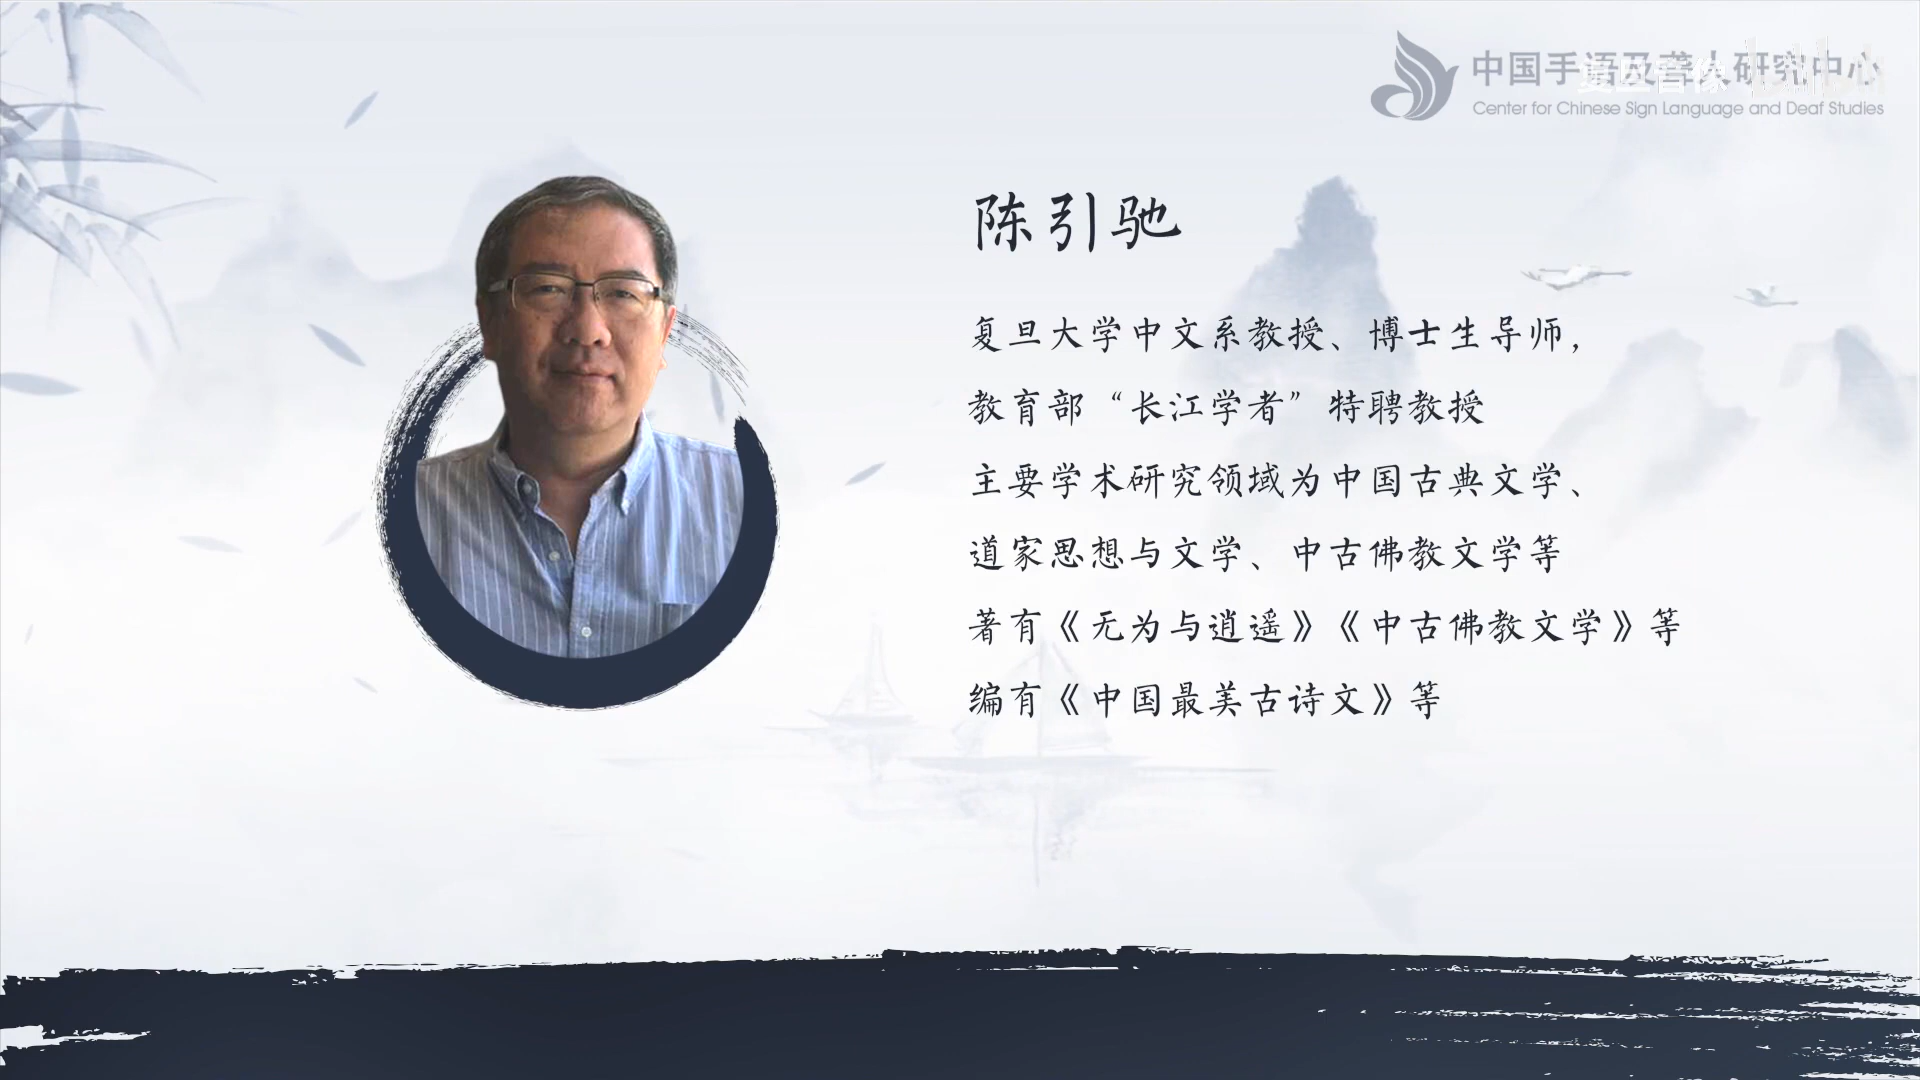 中国手语及聋人研究中心
Center for Chinese Sign Language and Deaf Studies
复旦音像
bilibili
陈引驰
复旦大学中文系教授、博士生导师，
教育部“长江学者”特聘教授
主要学术研究领域为中国古典文学、
道家思想与文学、中古佛教文学等
著有《无为与逍遥》《中古佛教文学》等
编有《中国最美古诗文》等